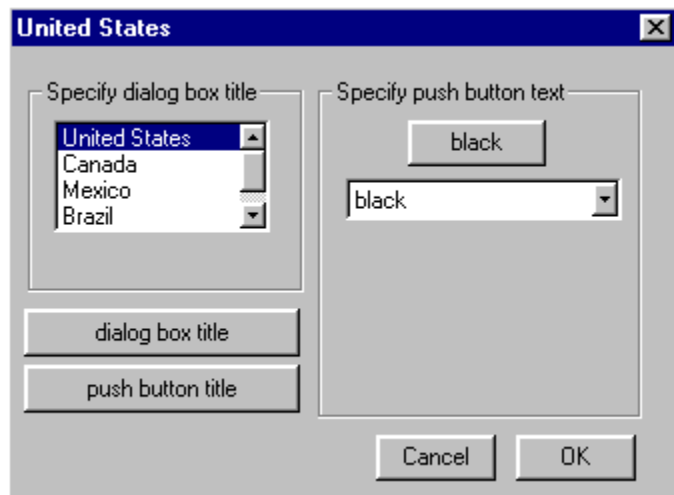 United States
Specify dialog box title
United States
Canada
Mexico
Brazil
dialog box title
push button title
Specify push button text
black
black
Cancel
OK